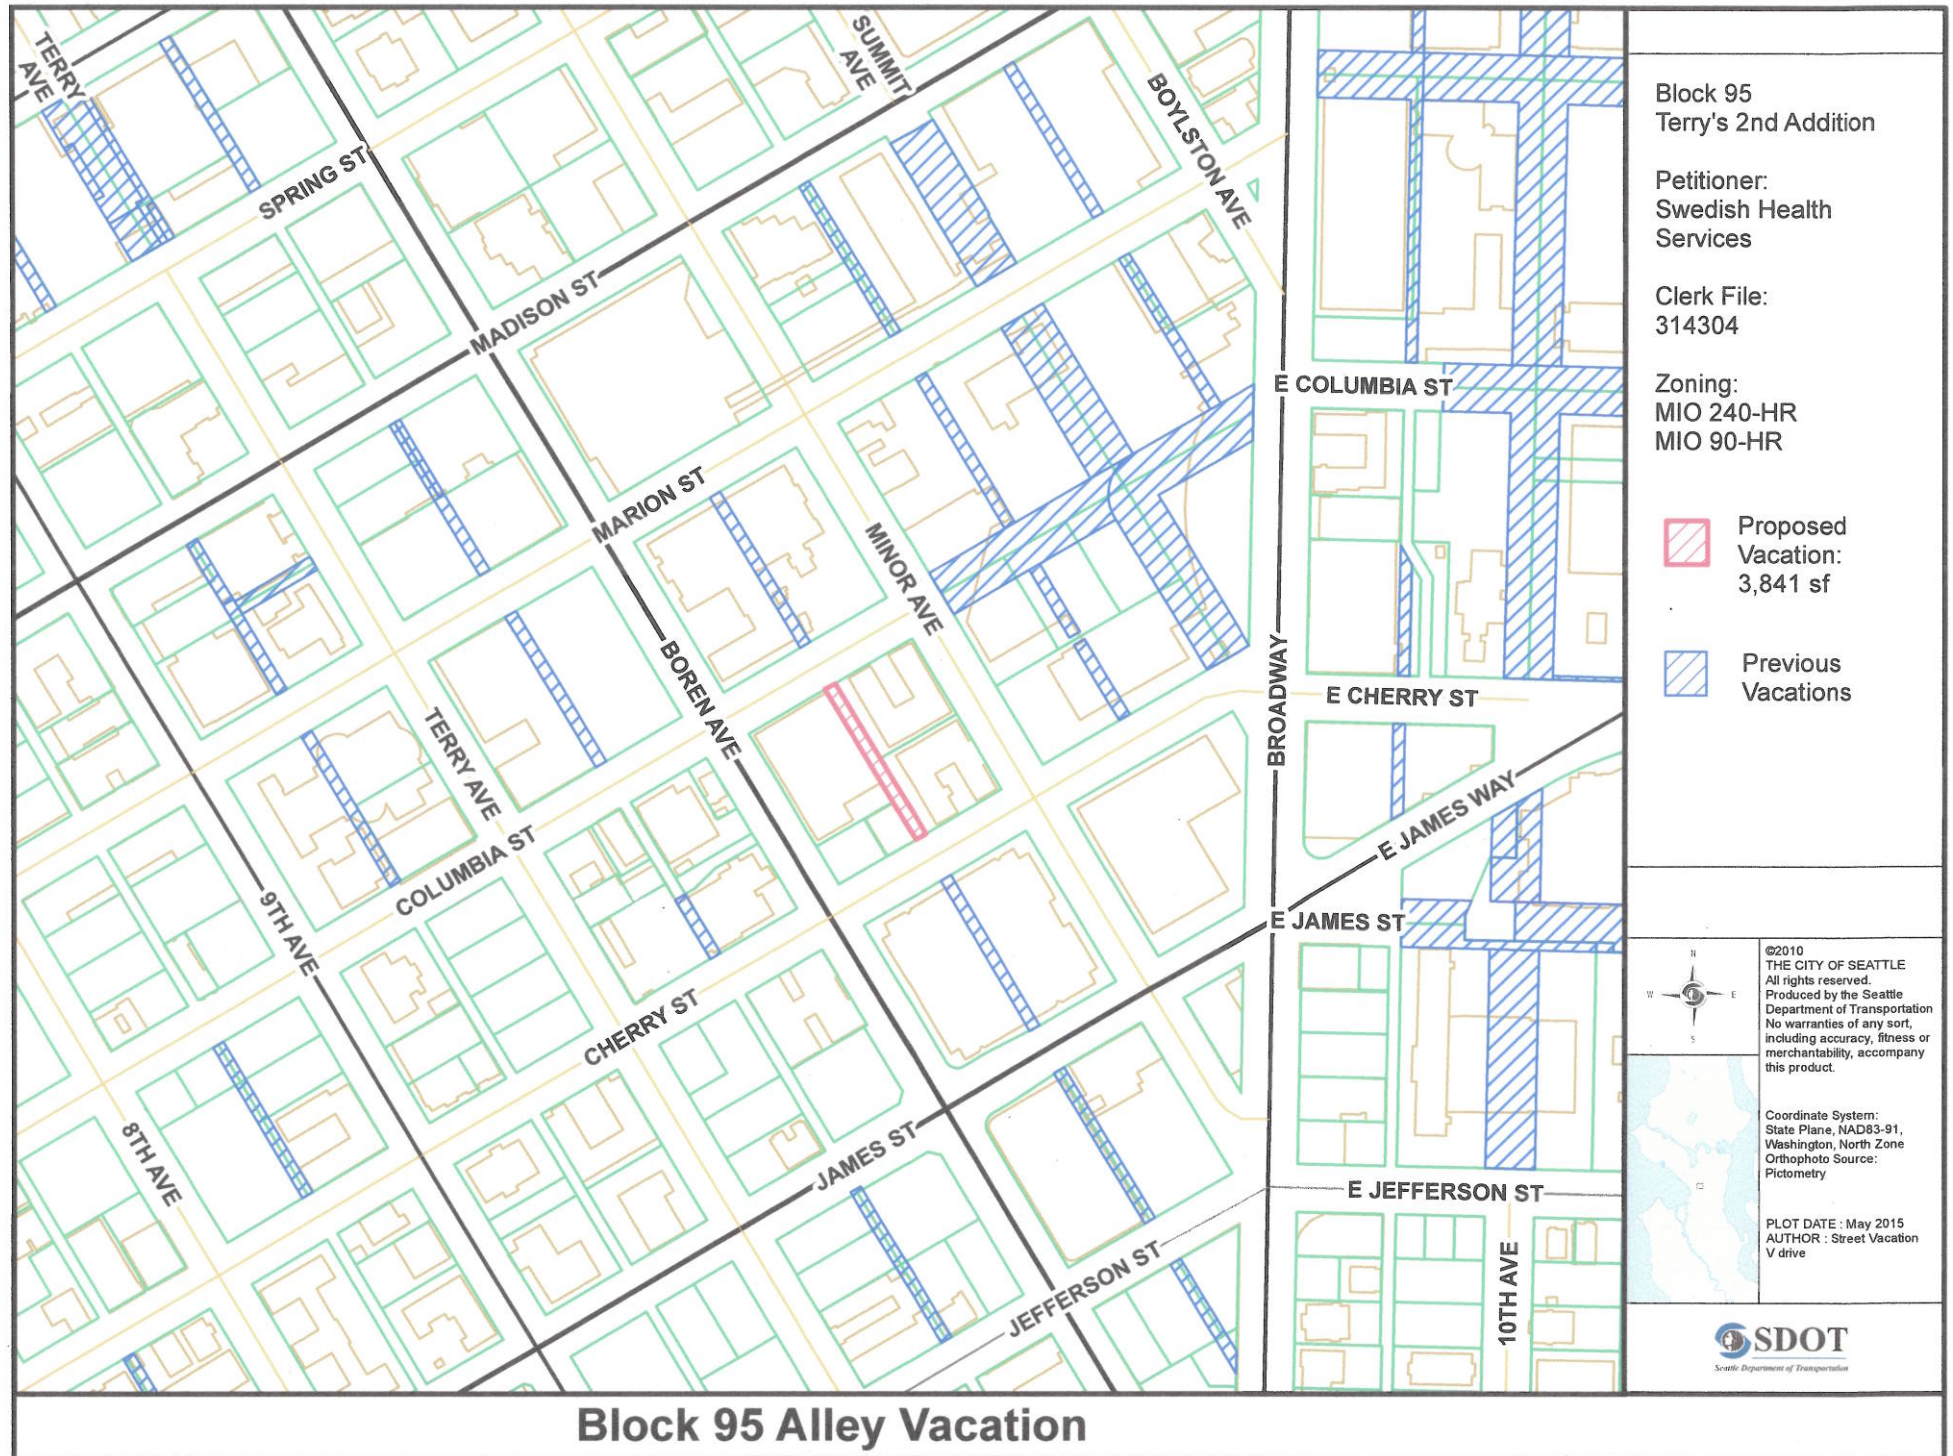 TERRY
AVE
SUMMIT
AVE
BOYLSTON AVE
SPRING ST
MADISON ST
E COLUMBIA ST
MARION ST
MINOR AVE
BOREN AVE
BROADWAY
E CHERRY ST
TERRY AVE
E JAMES WAY
COLUMBIA ST
9TH AVE
E JAMES ST
CHERRY ST
8TH AVE
JAMES ST
E JEFFERSON ST
JEFFERSON ST
10TH AVE
Block 95
Terry's 2nd Addition
Petitioner:
Swedish Health
Services
Clerk File:
314304
Zoning:
MIO 240-HR
MIO 90-HR
Proposed
Vacation:
3,841 sf
Previous
Vacations
N
W
E
S
©2010
THE CITY OF SEATTLE
All rights reserved.
Produced by the Seattle
Department of Transportation
No warranties of any sort,
including accuracy, fitness or
merchantability, accompany
this product.
Coordinate System:
State Plane, NAD83-91,
Washington, North Zone
Orthophoto Source:
Pictometry
PLOT DATE : May 2015
AUTHOR : Street Vacation
V drive
SDOT
Seattle Department of Transportation
Block 95 Alley Vacation